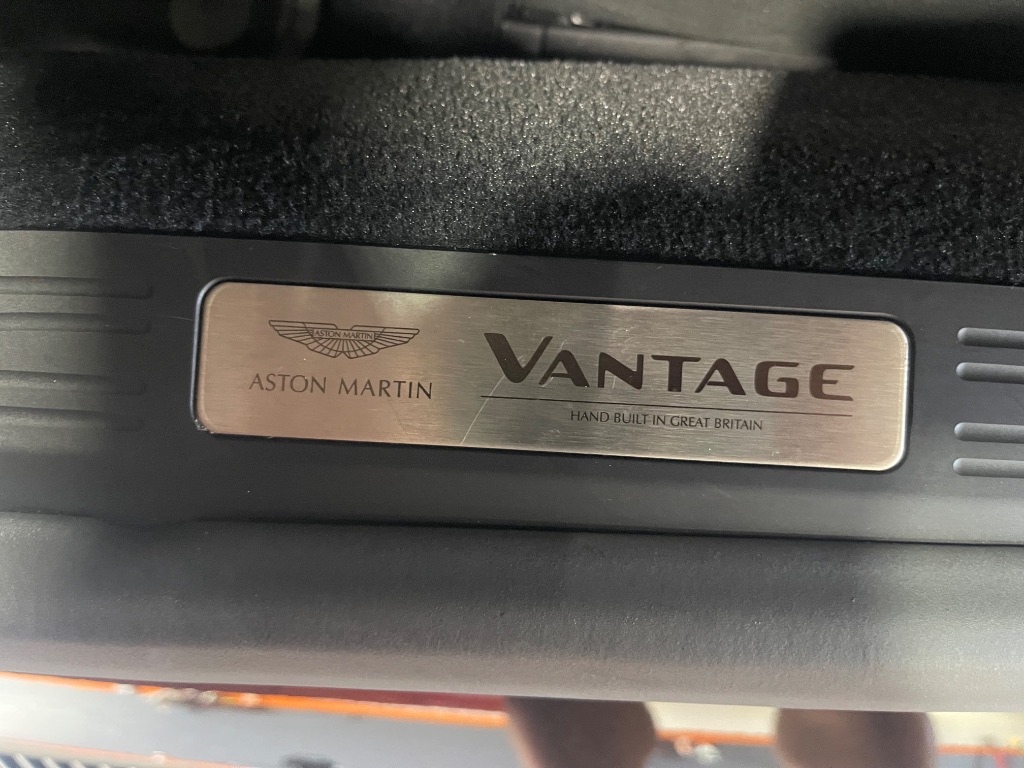 ASTON MARTIN
ASTON MARTIN
VANTAGE
HAND BUILT IN GREAT BRITAIN